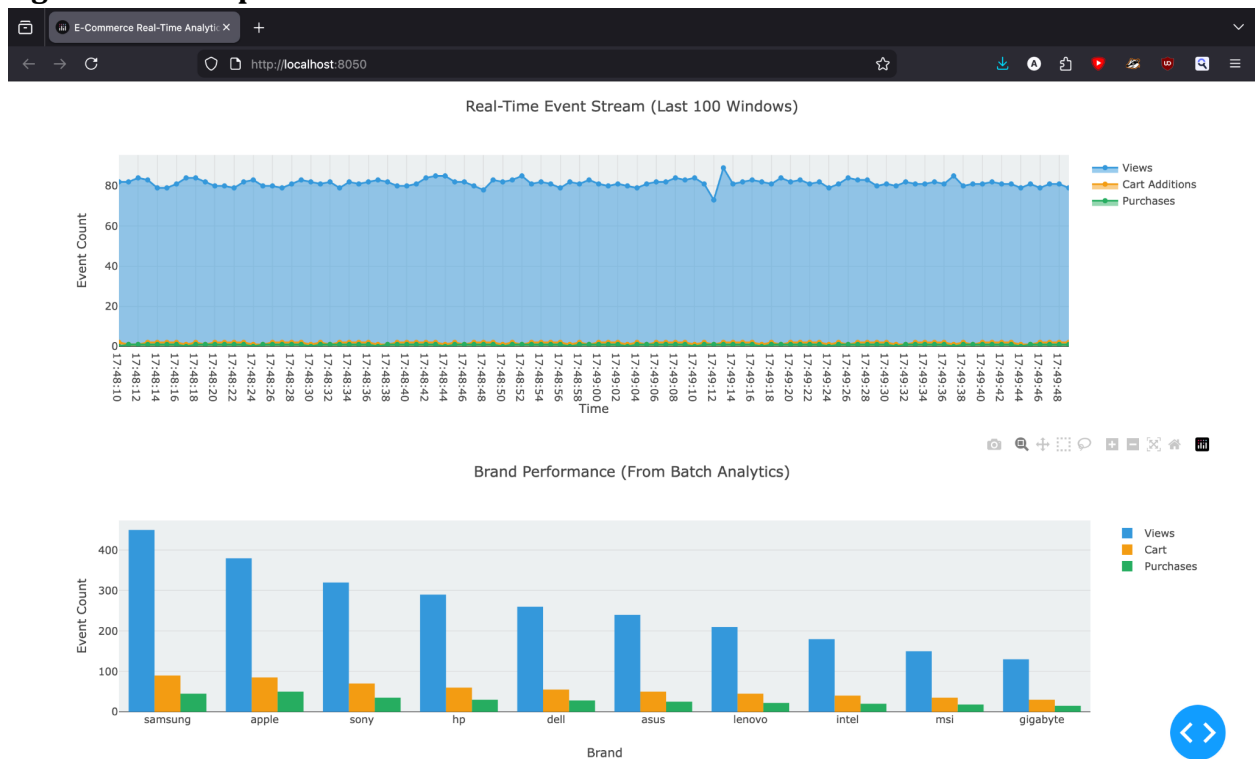 E-Commerce Real-Time Analytic
http://localhost:8050
Real-Time Event Stream (Last 100 Windows)
Views
Cart Additions
Purchases
Event Count
80
60
40
20
0
17:48:10
17:48:12
17:48:14
17:48:16
17:48:18
17:48:20
17:48:22
17:48:24
17:48:26
17:48:28
17:48:30
17:48:32
17:48:34
17:48:36
17:48:38
17:48:40
17:48:42
17:48:44
17:48:46
17:48:48
17:48:50
17:48:52
17:48:54
17:48:56
17:48:58
17:49:00
17:49:02
17:49:04
17:49:06
17:49:08
17:49:10
17:49:12
17:49:14
17:49:16
17:49:18
17:49:20
17:49:22
17:49:24
17:49:26
17:49:28
17:49:30
17:49:32
17:49:34
17:49:36
17:49:38
17:49:40
17:49:42
17:49:44
17:49:46
17:49:48
Time
Brand Performance (From Batch Analytics)
Views
Cart
Purchases
Event Count
400
300
200
100
0
samsung
apple
sony
hp
dell
asus
lenovo
intel
msi
gigabyte
Brand